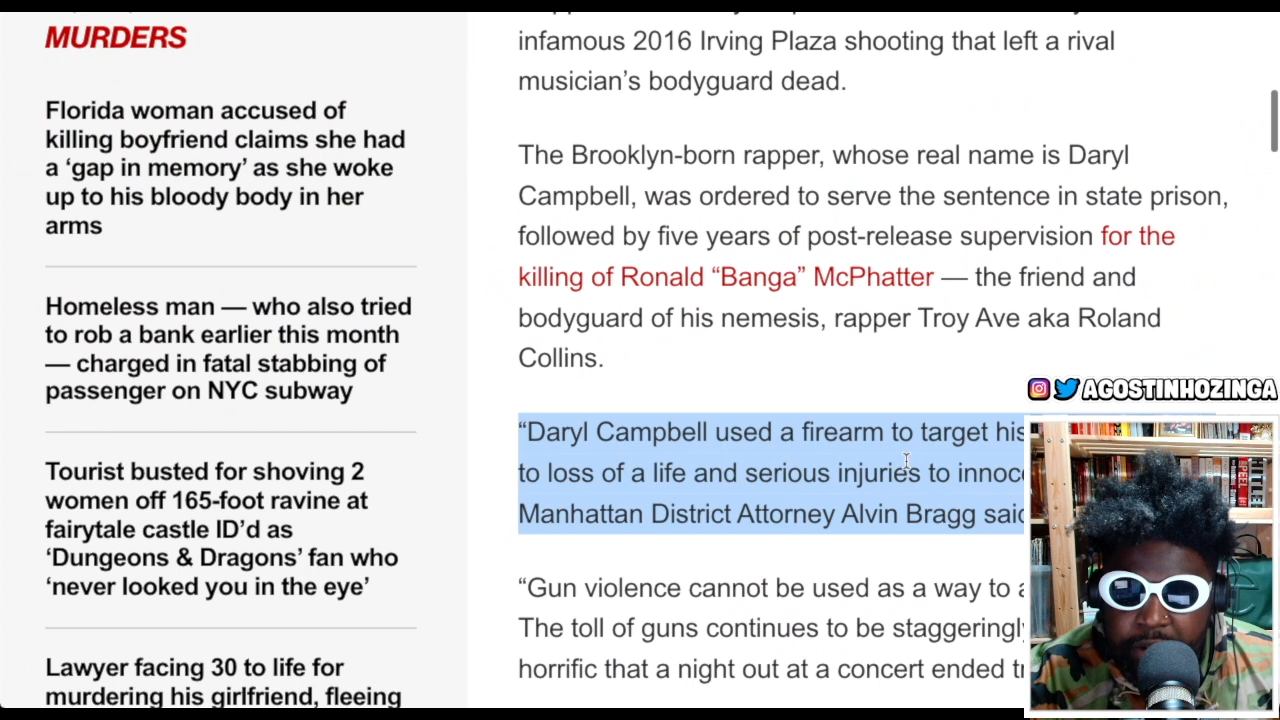 MURDERS
Florida woman accused of
killing boyfriend claims she had
a ‘gap in memory’ as she woke
up to his bloody body in her
arms
Homeless man — who also tried
to rob a bank earlier this month
— charged in fatal stabbing of
passenger on NYC subway
Tourist busted for shoving 2
women off 165-foot ravine at
fairytale castle ID’d as
‘Dungeons & Dragons’ fan who
‘never looked you in the eye’
Lawyer facing 30 to life for
murdering his girlfriend, fleeing
infamous 2016 Irving Plaza shooting that left a rival
musician’s bodyguard dead.
The Brooklyn-born rapper, whose real name is Daryl
Campbell, was ordered to serve the sentence in state prison,
followed by five years of post-release supervision for the
killing of Ronald “Banga” McPhatter — the friend and
bodyguard of his nemesis, rapper Troy Ave aka Roland
Collins.
“Daryl Campbell used a firearm to target his
to loss of a life and serious injuries to
Manhattan District Attorney Alvin Bragg
“Gun violence cannot be used as a way to
The toll of guns continues to be
horrific that a night out at a concert ended
AGOSTINHOZINGA
PEEL